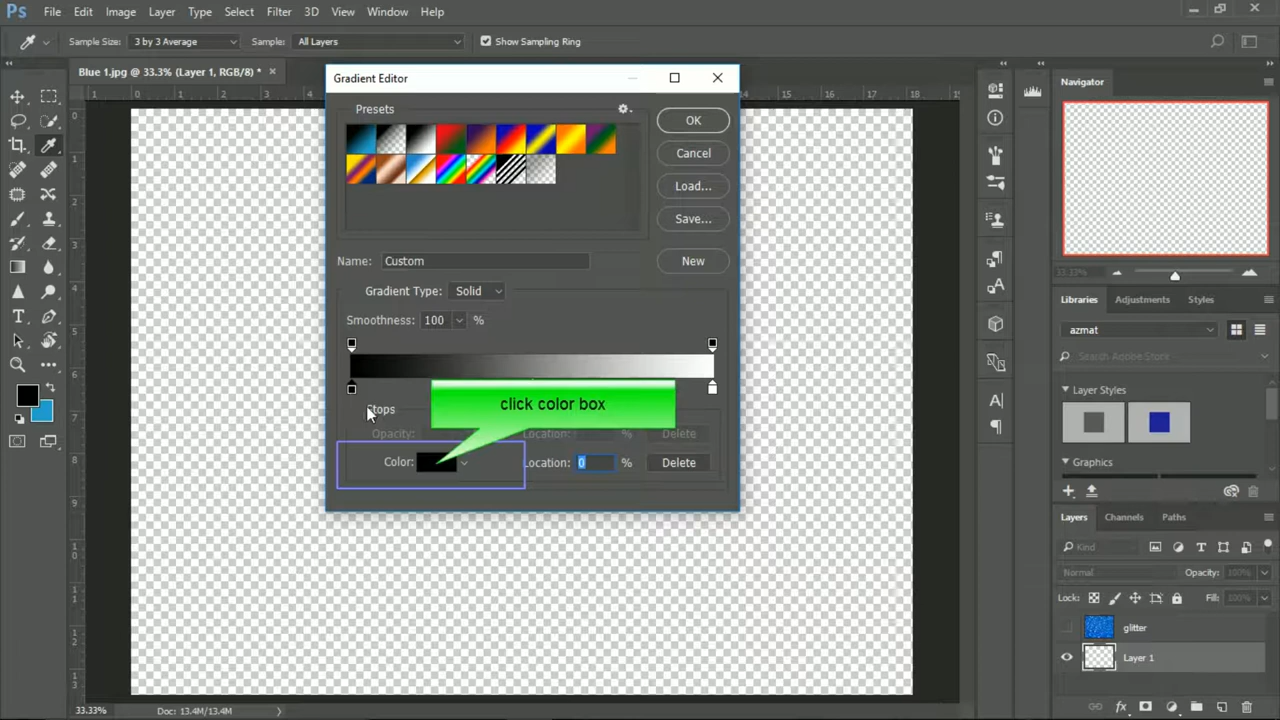 Ps File Edit Image Layer Type Select Filter 3D View Window Help
Sample Size: 3 by 3 Average Sample: All Layers Show Sampling Ring
Blue 1.jpg @ 33.3% (Layer 1, RGB/8) *
Gradient Editor
Presets
OK
Cancel
Load...
Save...
Name: Custom
New
Gradient Type: Solid
Smoothness: 100 %
Stops
click color box
Opacity: Location: % Delete
Color: Location: 0 % Delete
Navigator
33.33%
Libraries Adjustments Styles
azmat
Search Adobe Stock
Layer Styles
Graphics
Layers Channels Paths
Kind
Normal Opacity: 100%
Lock: Fill: 100%
glitter
Layer 1
33.33% Doc: 13.4M/13.4M